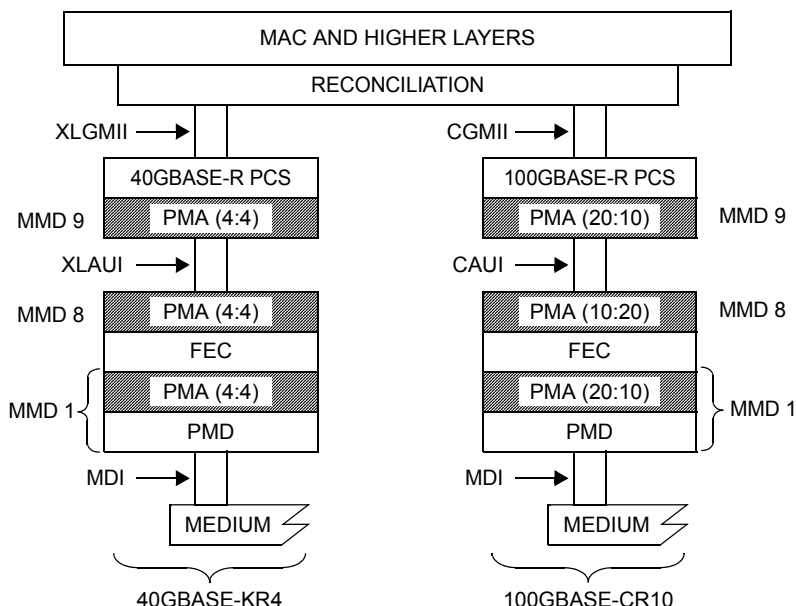 MAC AND HIGHER LAYERS
RECONCILIATION
XLGMII
CGMII
40GBASE-R PCS
100GBASE-R PCS
MMD 9
PMA (4:4)
PMA (20:10)
MMD 9
XLAUI
CAUI
MMD 8
PMA (4:4)
PMA (10:20)
MMD 8
FEC
FEC
MMD 1
PMA (4:4)
PMA (20:10)
MMD 1
PMD
PMD
MDI
MDI
MEDIUM
MEDIUM
40GBASE-KR4
100GBASE-CR10